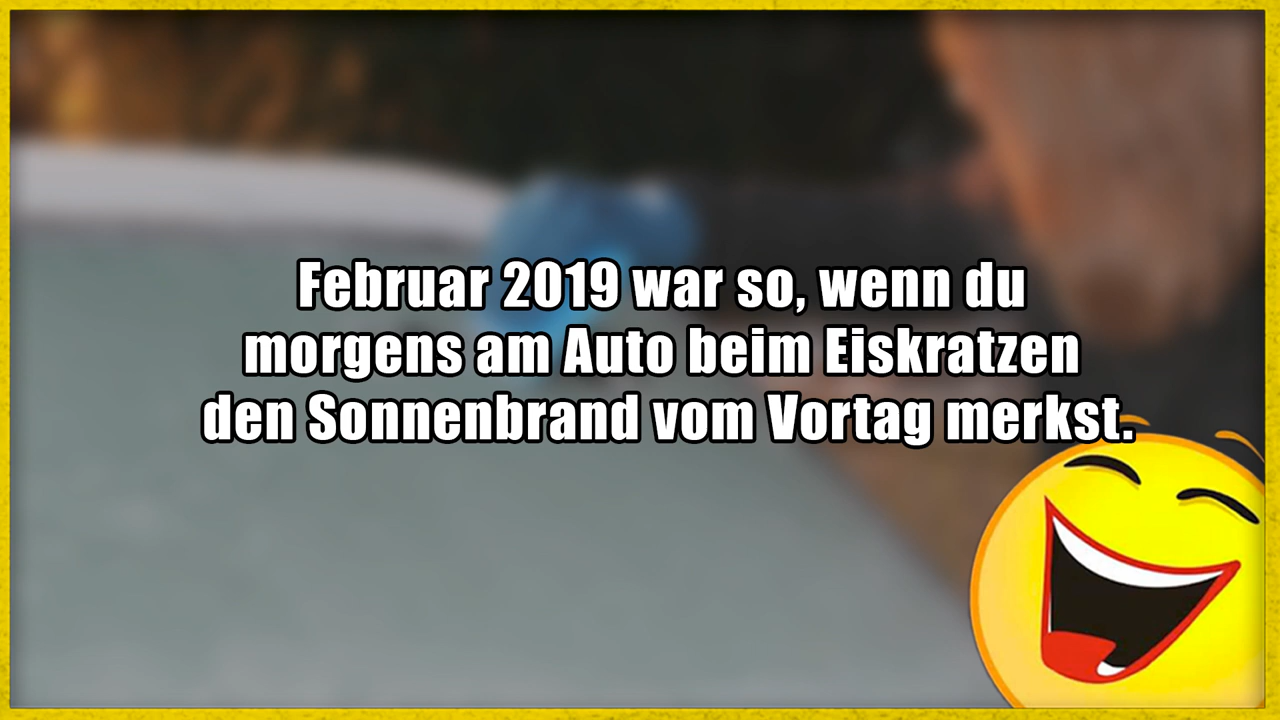 Februar 2019 war so, wenn du
morgens am Auto beim Eiskratzen
den Sonnenbrand vom Vortag merkst.